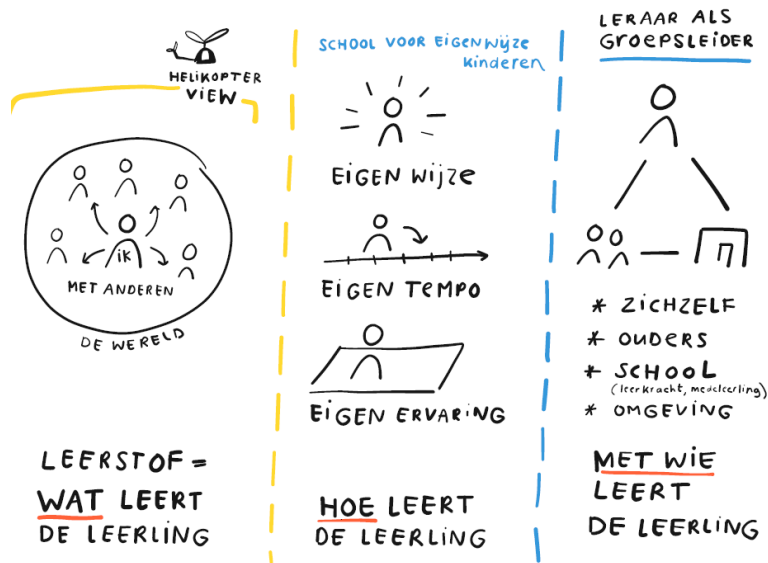 HELIKOPTER
VIEW
ik
MET ANDEREN
DE WERELD
LEERSTOF =
WAT LEERT
DE LEERLING
SCHOOL VOOR EIGENWIJZE
KINDEREN
EIGEN WIJZE
EIGEN TEMPO
EIGEN ERVARING
HOE LEERT
DE LEERLING
LERAAR ALS
GROEPSLEIDER
* ZICHZELF
* OUDERS
* SCHOOL
(leerkracht, medeleerling)
* OMGEVING
MET WIE
LEERT
DE LEERLING